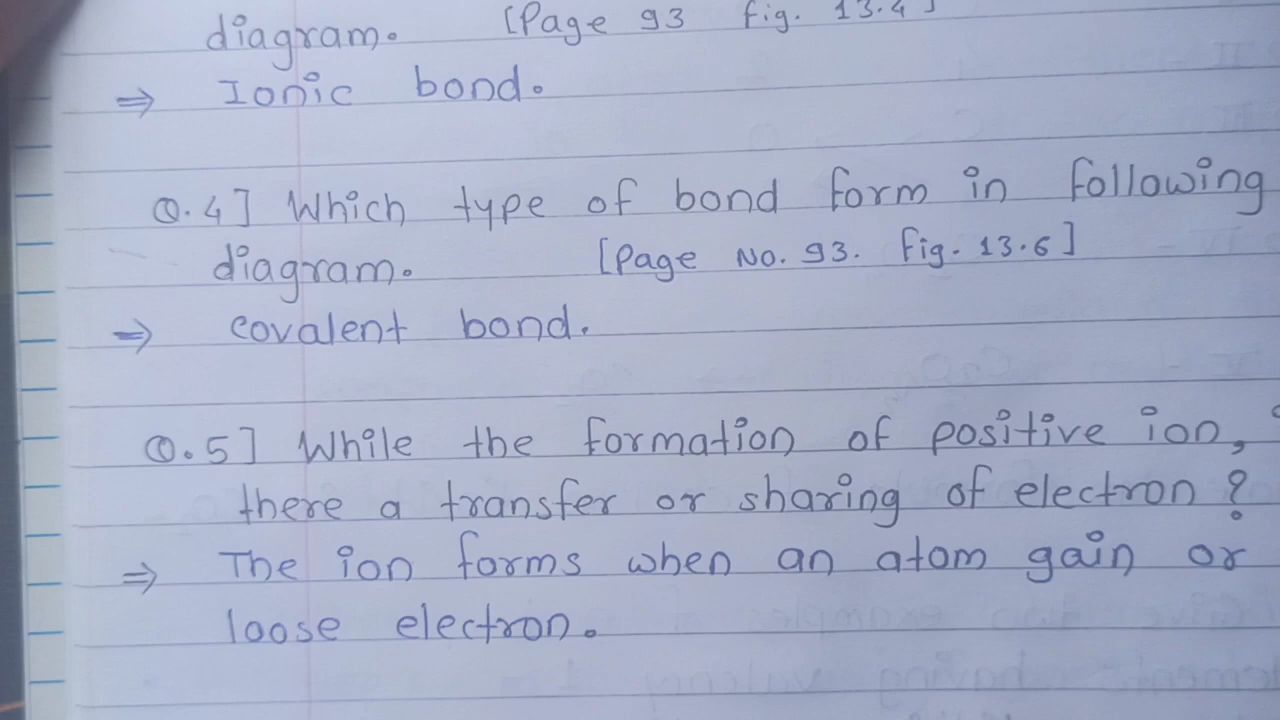 diagram. [Page 93 fig. 13.4]
⇒ Ionic bond.
Q.4] Which type of bond form in following
diagram. [Page No. 93. fig. 13.6]
⇒ covalent bond.
Q.5] While the formation of positive ion,
there a transfer or sharing of electron?
⇒ The ion forms when an atom gain or
loose electron.